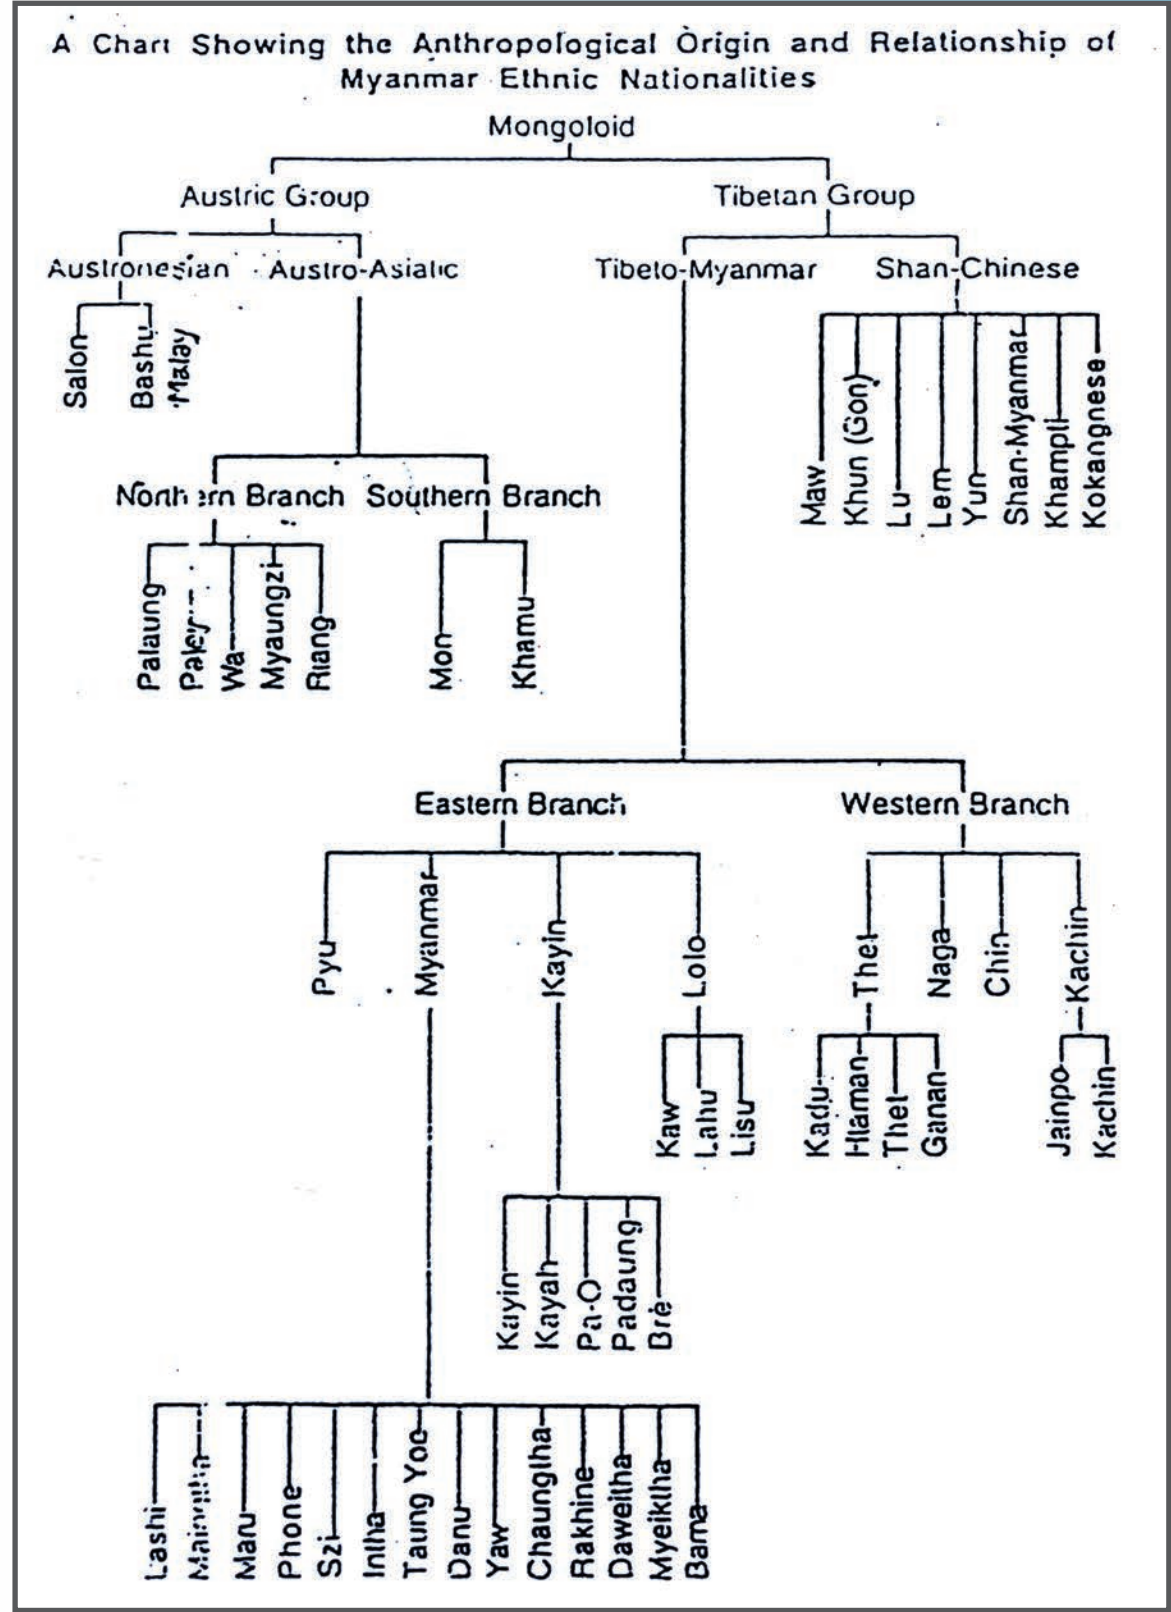 A Chart Showing the Anthropological Origin and Relationship of
Myanmar Ethnic Nationalities
Mongoloid
Austric Group
Tibetan Group
Austronesian
Austro-Asiatic
Tibeto-Myanmar
Shan-Chinese
Salon
Bashu
Malay
Maw
Khun (Gon)
Lu
Lem
Yun
Shan-Myanmar
Khampti
Kokangnese
Northern Branch
Southern Branch
Palaung
Wa
Myaungzi
Riang
Mon
Khamu
Eastern Branch
Western Branch
Pyu
Myanmar
Kayin
Lolo
Thet
Naga
Chin
Kachin
Kaw
Lahu
Lisu
Kadu
Hlaman
Thet
Ganan
Jainpo
Kachin
Kayin
Kayah
Pa-O
Padaung
Bre
Lashi
Maru
Phone
Szi
Intha
Taung Yoe
Danu
Yaw
Chaungtha
Rakhine
Daweitha
Myeiktha
Bama